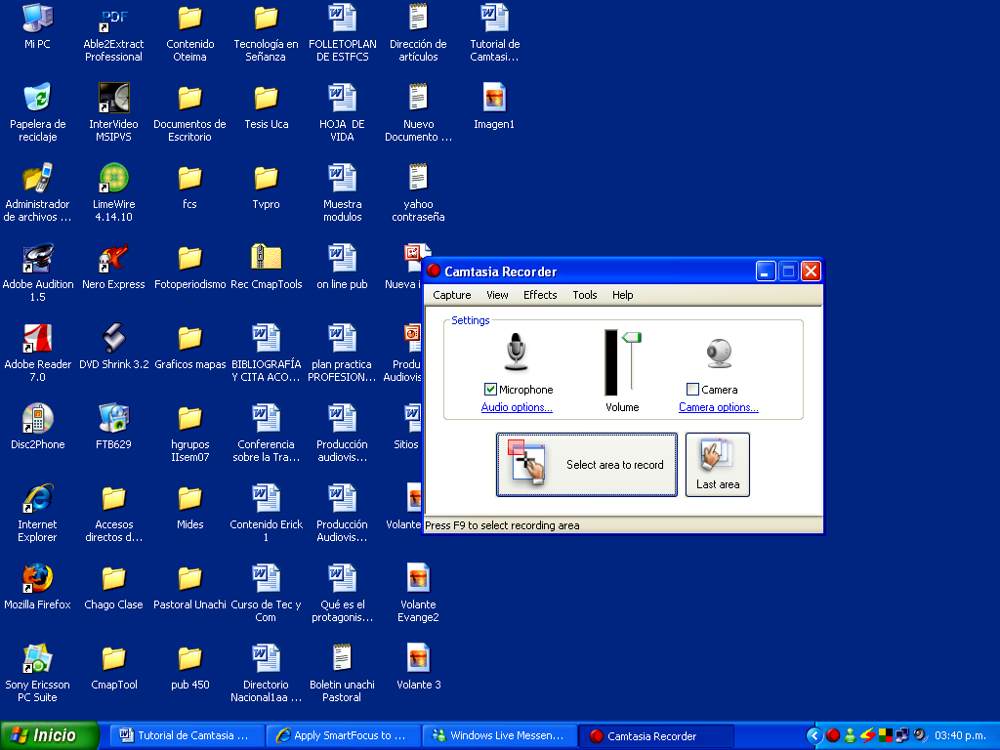 Mi PC
PDF
Able2Extract
Professional
Contenido
Oteima
Tecnología en
Señanza
FOLLETOPLAN
DE ESTFCS
Dirección de
artículos
Tutorial de
Camtasi...
Papelera de
reciclaje
InterVideo
MSIPVS
Documentos de
Escritorio
Tesis Uca
HOJA DE
VIDA
Nuevo
Documento ...
Imagen1
Administrador
de archivos ...
LimeWire
4.14.10
fcs
Tvpro
Muestra
modulos
yahoo
contraseña
Adobe Audition
1.5
Nero Express
Fotoperiodismo
Rec CmapTools
on line pub
Nueva i
Adobe Reader
7.0
DVD Shrink 3.2
Graficos mapas
BIBLIOGRAFÍA
Y CITA ACO...
plan practica
PROFESION...
Produ
Audiovis
Disc2Phone
FTB629
hgrupos
IIsem07
Conferencia
sobre la Tra...
Producción
audiovis...
Sitios
Internet
Explorer
Accesos
directos d...
Mides
Contenido Erick
1
Producción
Audiovis...
Volante
Mozilla Firefox
Chago Clase
Pastoral Unachi
Curso de Tec y
Com
Qué es el
protagonis...
Volante
Evange2
Sony Ericsson
PC Suite
CmapTool
pub 450
Directorio
Nacional1aa ...
Boletin unachi
Pastoral
Volante 3
Camtasia Recorder
Capture View Effects Tools Help
Settings
Microphone
Audio options...
Volume
Camera
Camera options...
Select area to record
Last area
Press F9 to select recording area
Inicio
Tutorial de Camtasia ...
Apply SmartFocus to ...
Windows Live Messen...
Camtasia Recorder
03:40 p.m.